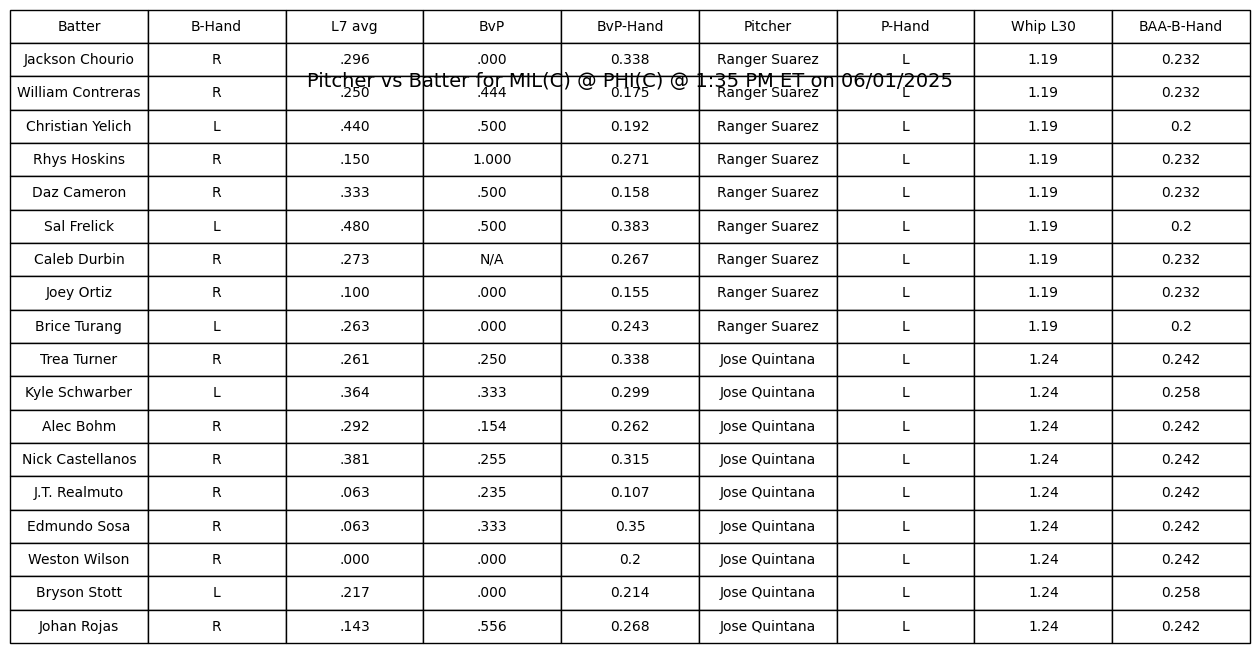 Batter B-Hand L7 avg BvP BvP-Hand Pitcher P-Hand Whip L30 BAA-B-Hand
Jackson Chourio R .296 .000 0.338 Ranger Suarez L 1.19 0.232
Pitcher vs Batter for MIL(C) @ PHI(C) @ 1:35 PM ET on 06/01/2025
William Contreras R .250 .444 0.175 Ranger Suarez L 1.19 0.232
Christian Yelich L .440 .500 0.192 Ranger Suarez L 1.19 0.2
Rhys Hoskins R .150 1.000 0.271 Ranger Suarez L 1.19 0.232
Daz Cameron R .333 .500 0.158 Ranger Suarez L 1.19 0.232
Sal Frelick L .480 .500 0.383 Ranger Suarez L 1.19 0.2
Caleb Durbin R .273 N/A 0.267 Ranger Suarez L 1.19 0.232
Joey Ortiz R .100 .000 0.155 Ranger Suarez L 1.19 0.232
Brice Turang L .263 .000 0.243 Ranger Suarez L 1.19 0.2
Trea Turner R .261 .250 0.338 Jose Quintana L 1.24 0.242
Kyle Schwarber L .364 .333 0.299 Jose Quintana L 1.24 0.258
Alec Bohm R .292 .154 0.262 Jose Quintana L 1.24 0.242
Nick Castellanos R .381 .255 0.315 Jose Quintana L 1.24 0.242
J.T. Realmuto R .063 .235 0.107 Jose Quintana L 1.24 0.242
Edmundo Sosa R .063 .333 0.35 Jose Quintana L 1.24 0.242
Weston Wilson R .000 .000 0.2 Jose Quintana L 1.24 0.242
Bryson Stott L .217 .000 0.214 Jose Quintana L 1.24 0.258
Johan Rojas R .143 .556 0.268 Jose Quintana L 1.24 0.242